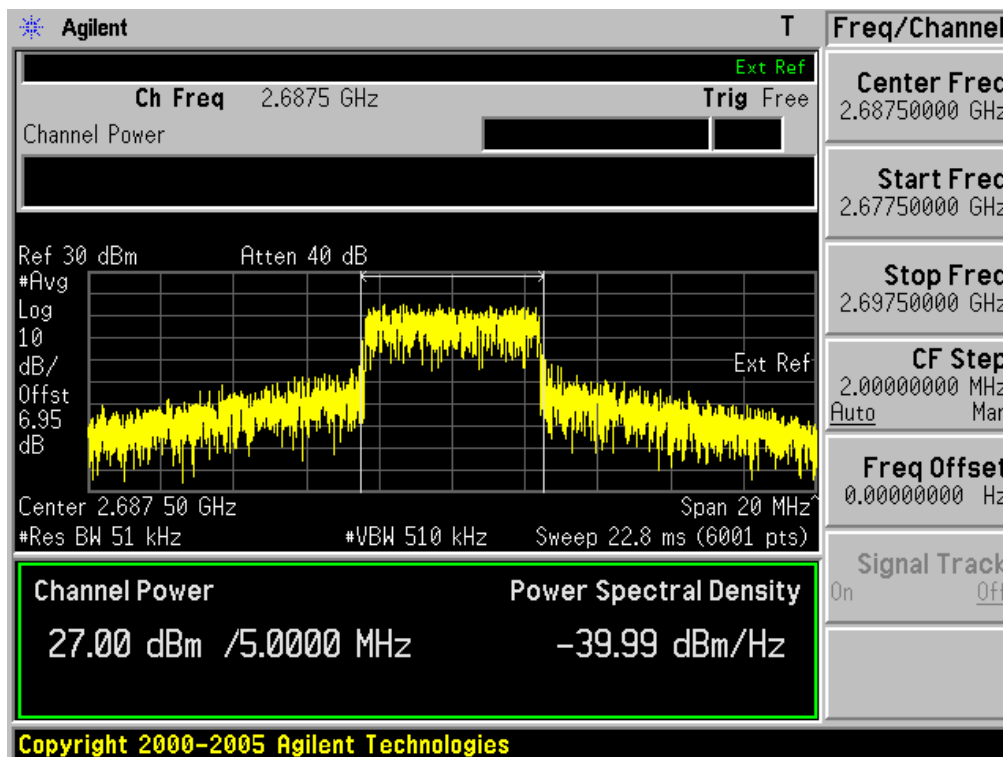 Agilent T Freq/Channel
Ext Ref
Ch Freq 2.6875 GHz Trig Free
Channel Power
Center Freq
2.68750000 GHz
Start Freq
2.67750000 GHz
Stop Freq
2.69750000 GHz
CF Step
2.00000000 MHz
Auto Man
Freq Offset
0.00000000 Hz
Signal Track
On Off
Ref 30 dBm Atten 40 dB
#Avg
Log
10
dB/
Offst
6.95
dB
Ext Ref
Center 2.687 50 GHz Span 20 MHz^
#Res BW 51 kHz #VBW 510 kHz Sweep 22.8 ms (6001 pts)
Channel Power Power Spectral Density
27.00 dBm /5.0000 MHz -39.99 dBm/Hz
Copyright 2000-2005 Agilent Technologies